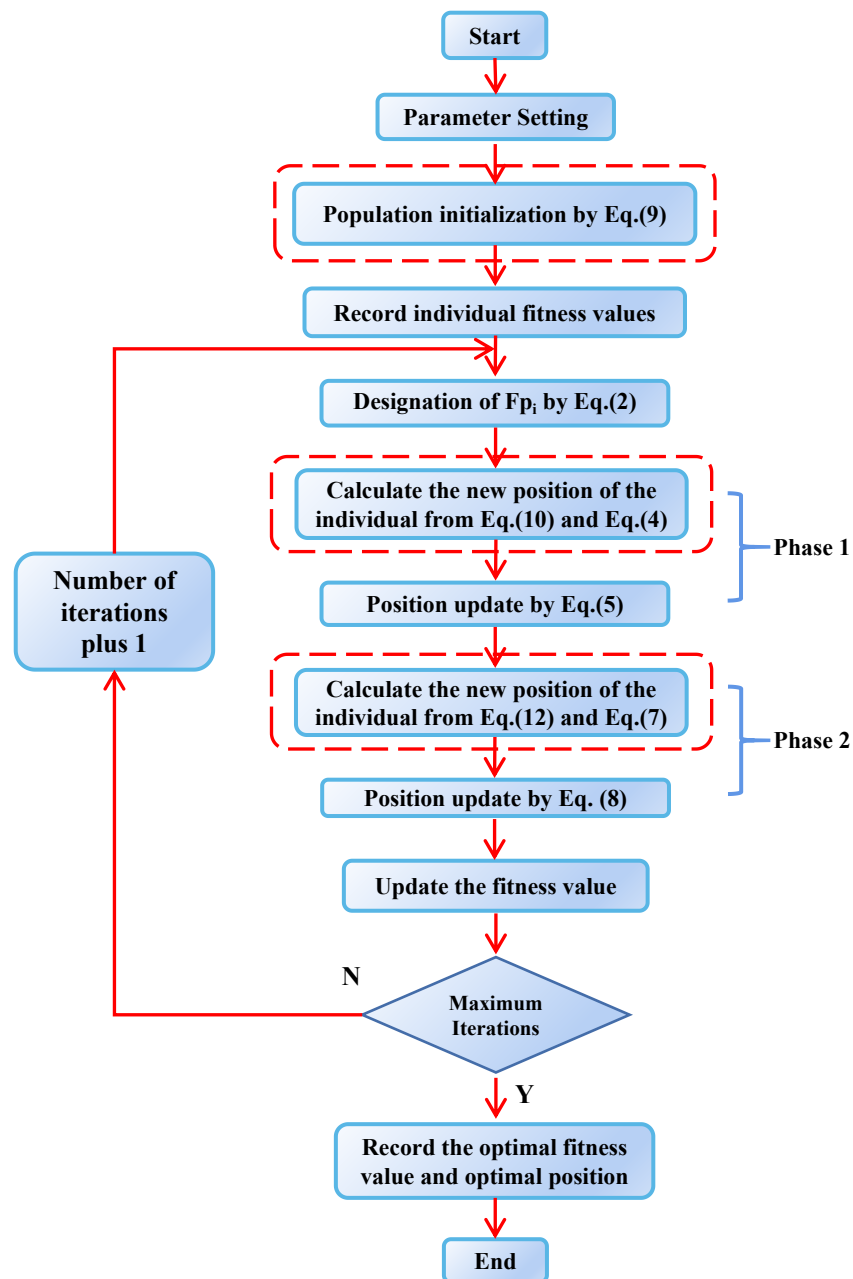 Start
Parameter Setting
Population initialization by Eq.(9)
Record individual fitness values
Designation of Fpᵢ by Eq.(2)
Calculate the new position of the
individual from Eq.(10) and Eq.(4)
Phase 1
Position update by Eq.(5)
Number of
iterations
plus 1
Calculate the new position of the
individual from Eq.(12) and Eq.(7)
Phase 2
Position update by Eq. (8)
Update the fitness value
N
Maximum
Iterations
Y
Record the optimal fitness
value and optimal position
End